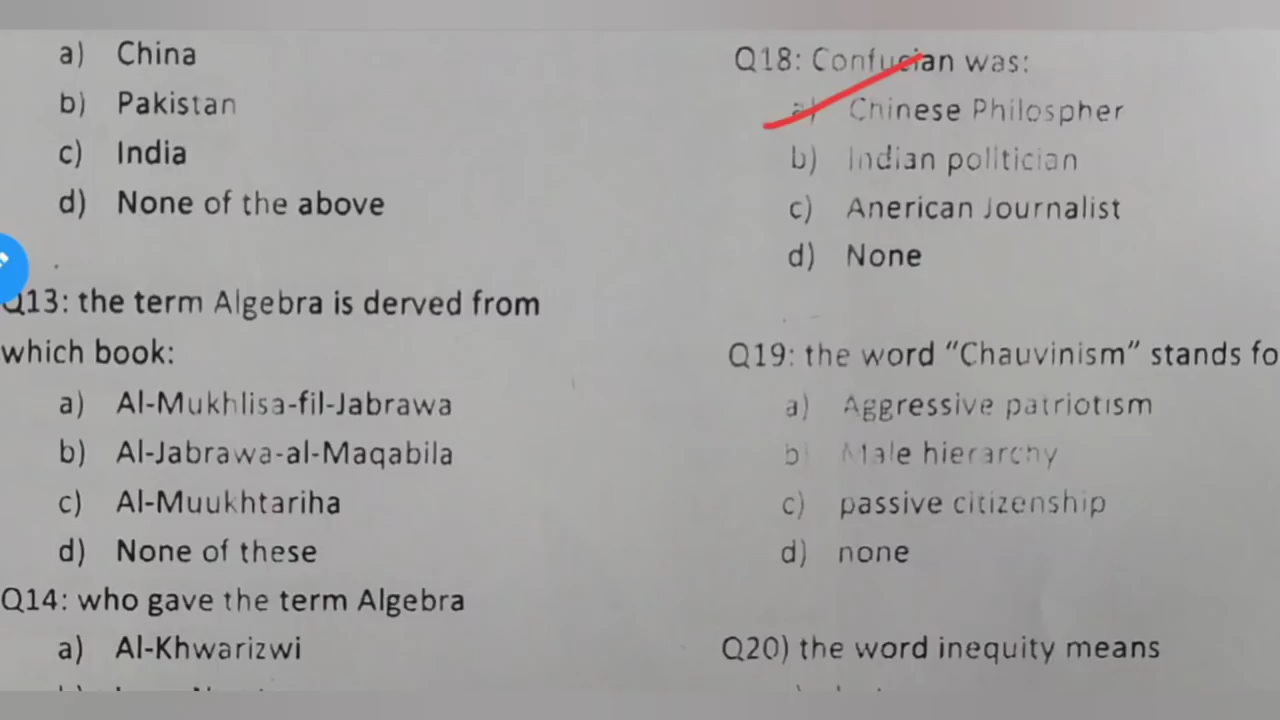 a) China
b) Pakistan
c) India
d) None of the above
Q13: the term Algebra is derved from
which book:
a) Al-Mukhlisa-fil-Jabrawa
b) Al-Jabrawa-al-Maqabila
c) Al-Muukhtariha
d) None of these
Q14: who gave the term Algebra
a) Al-Khwarizwi
Q18: Confucian was:
a) Chinese Philospher
b) Indian politician
c) Anerican Journalist
d) None
Q19: the word “Chauvinism” stands fo
a) Aggressive patriotism
b) Male hierarchy
c) passive citizenship
d) none
Q20) the word inequity means